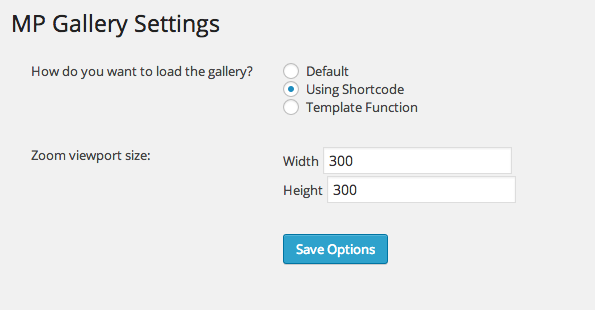 MP Gallery Settings
How do you want to load the gallery? Default
Using Shortcode
Template Function
Zoom viewport size: Width 300
Height 300
Save Options